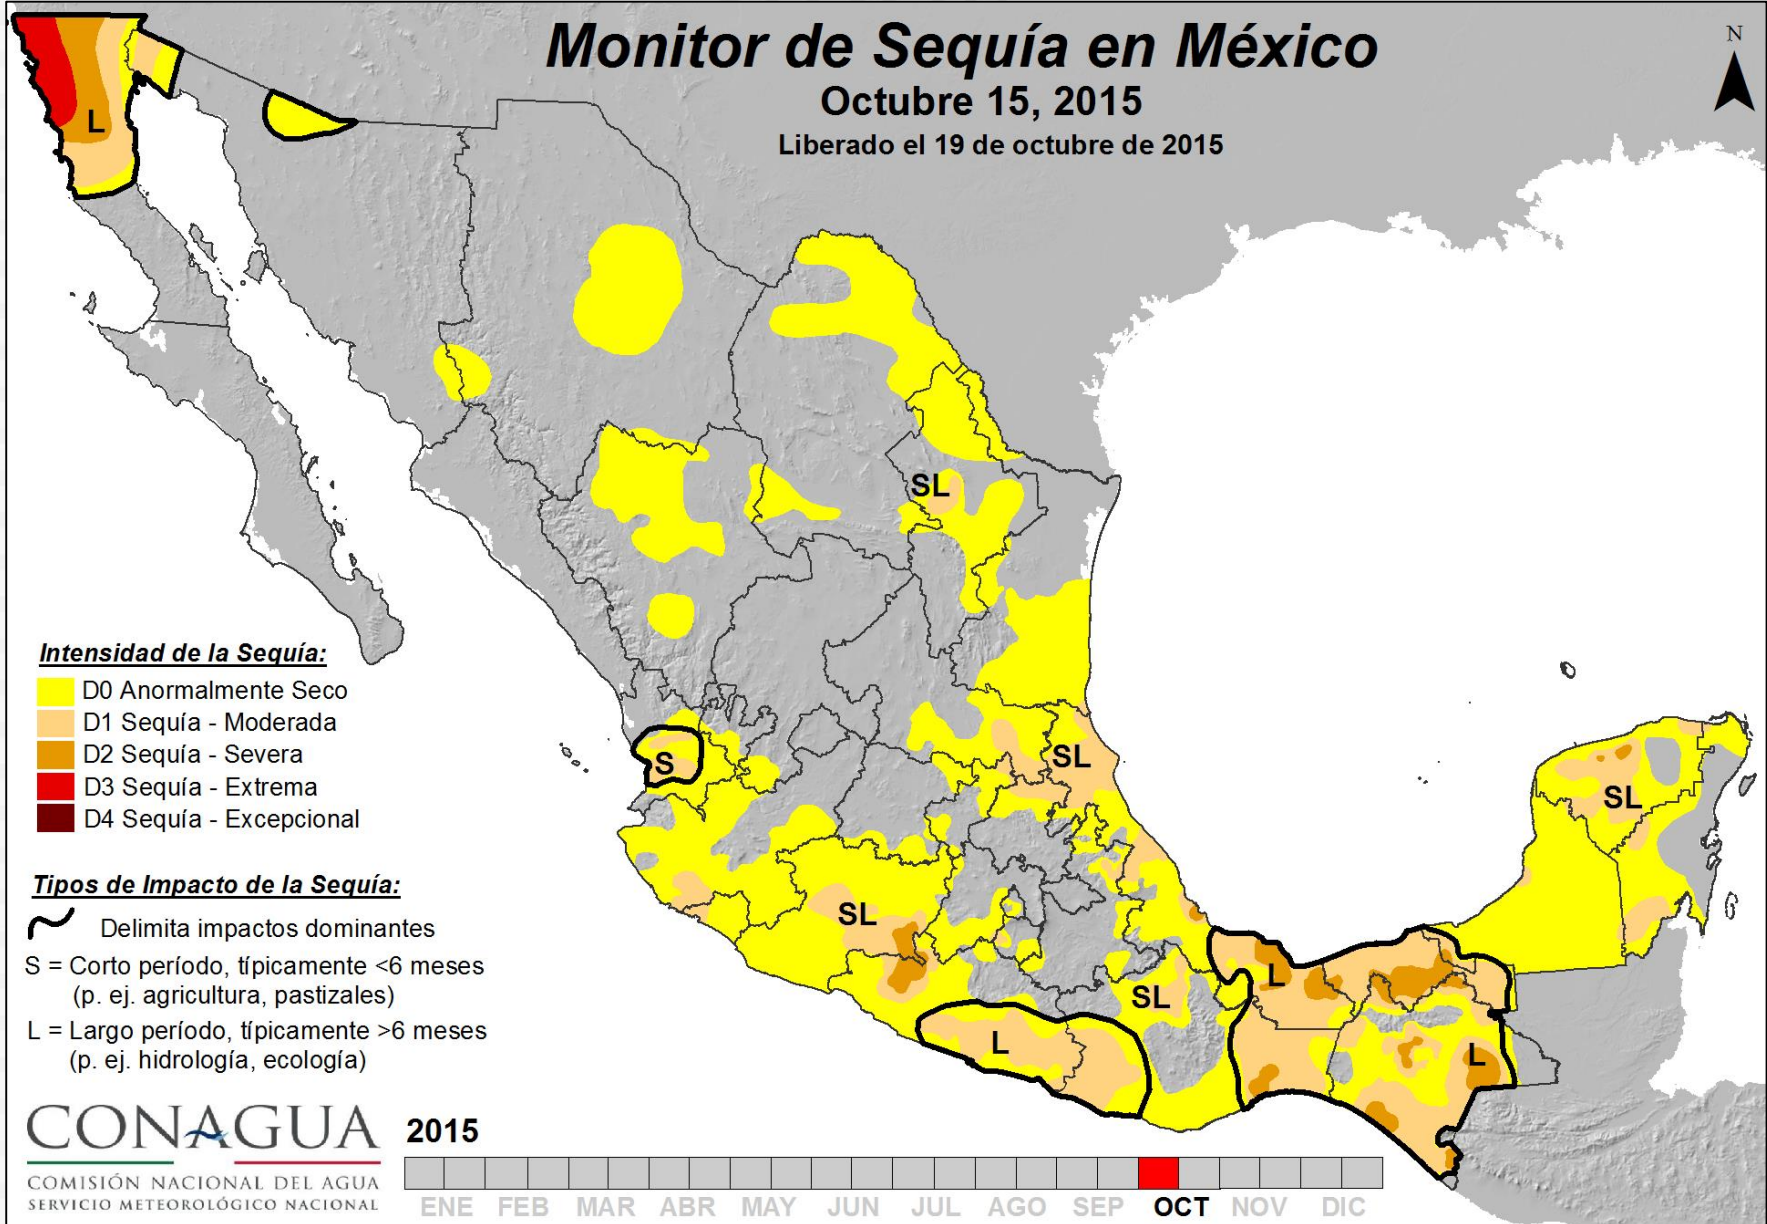 Monitor de Sequía en México
Octubre 15, 2015
Liberado el 19 de octubre de 2015
N
L
SL
S
SL
SL
SL
SL
L
L
L
Intensidad de la Sequía:
D0 Anormalmente Seco
D1 Sequía - Moderada
D2 Sequía - Severa
D3 Sequía - Extrema
D4 Sequía - Excepcional
Tipos de Impacto de la Sequía:
Delimita impactos dominantes
S = Corto período, típicamente <6 meses
(p. ej. agricultura, pastizales)
L = Largo período, típicamente >6 meses
(p. ej. hidrología, ecología)
CONAGUA
COMISIÓN NACIONAL DEL AGUA
SERVICIO METEOROLÓGICO NACIONAL
2015
ENE FEB MAR ABR MAY JUN JUL AGO SEP OCT NOV DIC